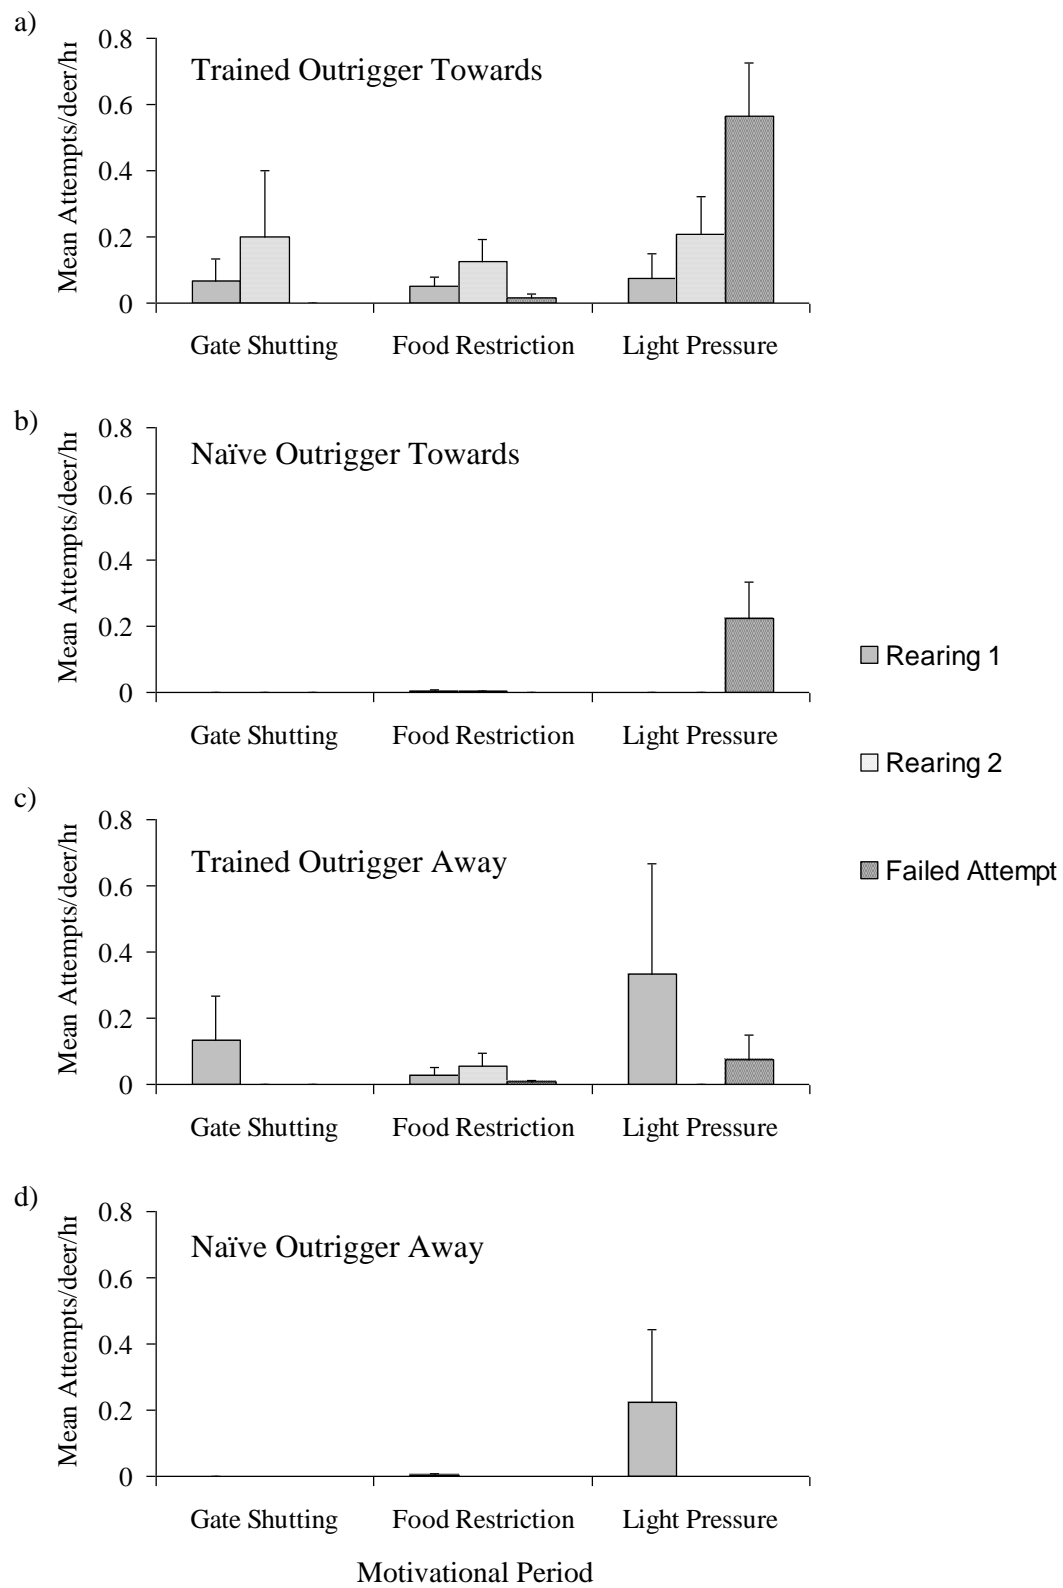 a)
Mean Attempts/deer/hr
0.8
0.6
0.4
0.2
0
Trained Outrigger Towards
Gate Shutting Food Restriction Light Pressure
b)
Mean Attempts/deer/hr
0.8
0.6
0.4
0.2
0
Naïve Outrigger Towards
Gate Shutting Food Restriction Light Pressure
Rearing 1
Rearing 2
Failed Attempt
c)
Mean Attempts/deer/hr
0.8
0.6
0.4
0.2
0
Trained Outrigger Away
Gate Shutting Food Restriction Light Pressure
d)
Mean Attempts/deer/hr
0.8
0.6
0.4
0.2
0
Naïve Outrigger Away
Gate Shutting Food Restriction Light Pressure
Motivational Period